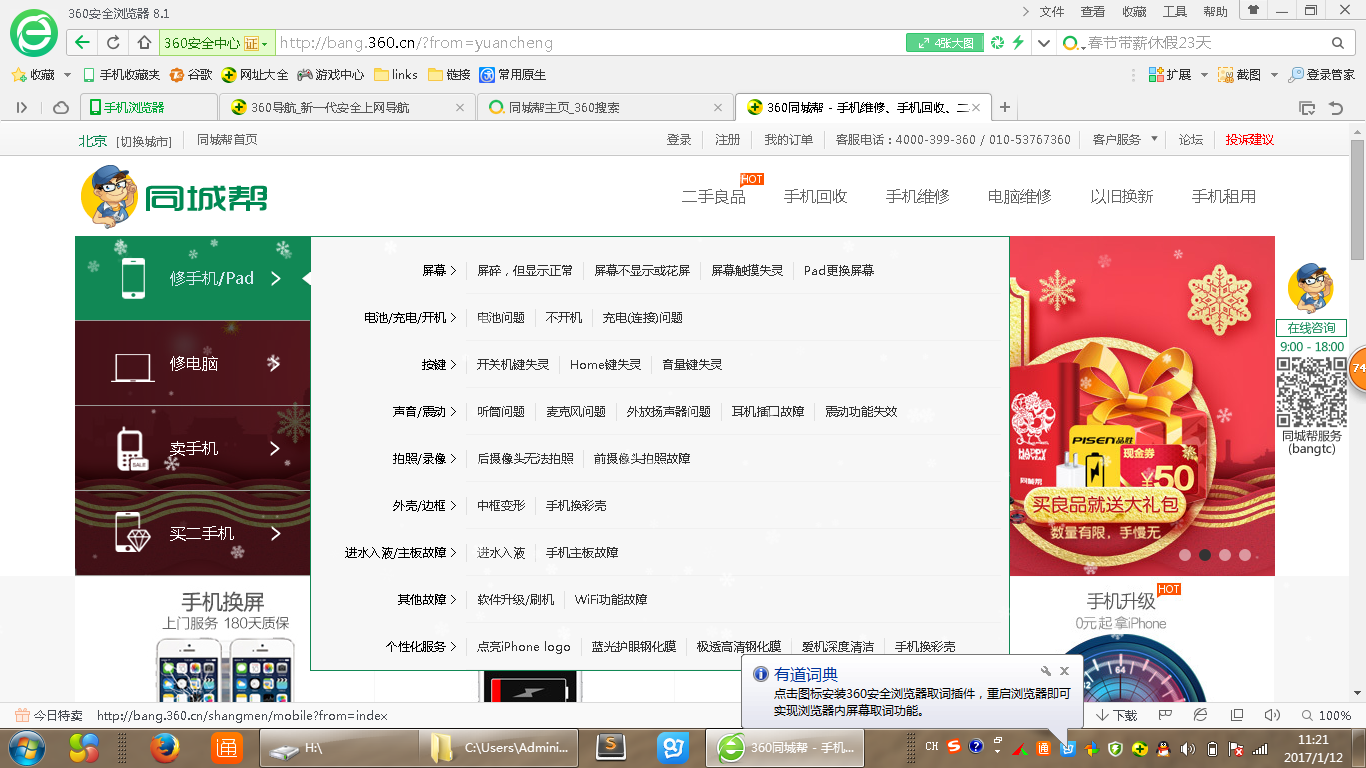 360安全浏览器 8.1
文件 查看 收藏 工具 帮助
360安全中心 证 http://bang.360.cn/?from=yuancheng 4张大图 春节带薪休假23天
收藏 手机收藏夹 谷歌 网址大全 游戏中心 links 链接 常用原生 扩展 截图 登录管家
手机浏览器 360导航_新一代安全上网导航 同城帮主页_360搜索 360同城帮 - 手机维修、手机回收、二
北京 [切换城市] 同城帮首页 登录 注册 我的订单 客服电话：4000-399-360 / 010-53767360 客户服务 论坛 投诉建议
同城帮 二手良品 HOT 手机回收 手机维修 电脑维修 以旧换新 手机租用
修手机/Pad
修电脑
卖手机
SALE
买二手机
屏幕 屏碎，但显示正常 屏幕不显示或花屏 屏幕触摸失灵 Pad更换屏幕
电池/充电/开机 电池问题 不开机 充电(连接)问题
按键 开关机键失灵 Home键失灵 音量键失灵
声音/震动 听筒问题 麦克风问题 外放扬声器问题 耳机插口故障 震动功能失效
拍照/录像 后摄像头无法拍照 前摄像头拍照故障
外壳/边框 中框变形 手机换彩壳
进水入液/主板故障 进水入液 手机主板故障
其他故障 软件升级/刷机 WiFi功能故障
个性化服务 点亮iPhone logo 蓝光护眼钢化膜 极透高清钢化膜 爱机深度清洁 手机换彩壳
HAPPY
同城帮
PISEN品胜
现金券
¥50
买良品就送大礼包
数量有限，手慢无
在线咨询
9:00 - 18:00
74
同城帮服务
(bangtc)
手机换屏
上门服务 180天质保
手机升级 HOT
0元起拿iPhone
64
有道词典
点击图标安装360安全浏览器取词插件，重启浏览器即可
实现浏览器内屏幕取词功能。
今日特卖 http://bang.360.cn/shangmen/mobile?from=index 下载 100%
H:\ C:\Users\Admini... 360同城帮 - 手机... CH 11:21
2017/1/12